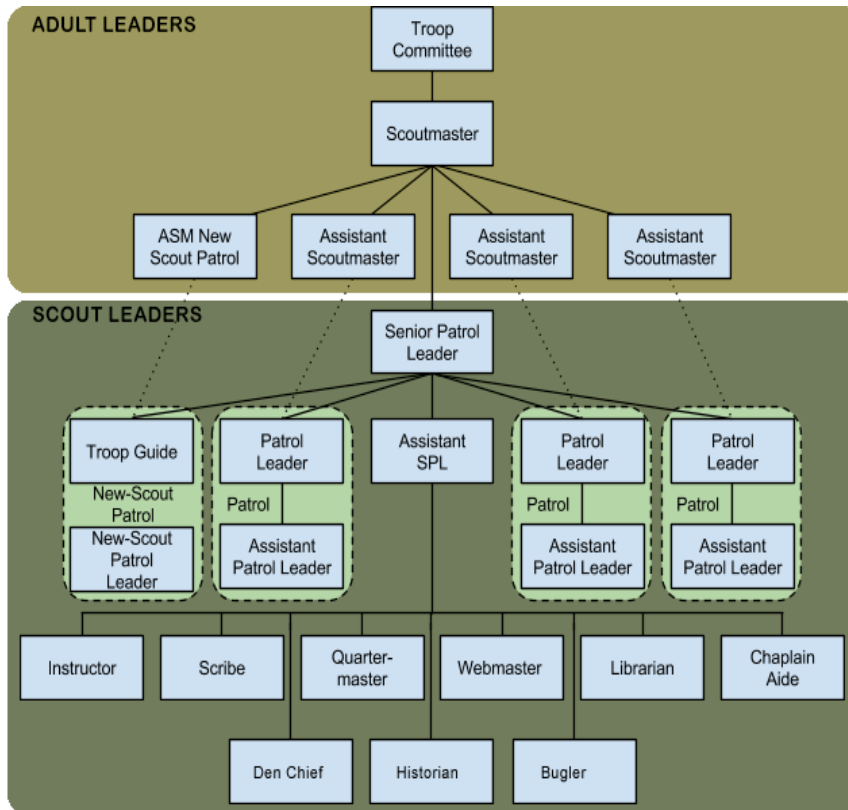 ADULT LEADERS
Troop
Committee
Scoutmaster
ASM New
Scout Patrol
Assistant
Scoutmaster
Assistant
Scoutmaster
Assistant
Scoutmaster
SCOUT LEADERS
Senior Patrol
Leader
Troop Guide
New-Scout
Patrol
New-Scout
Patrol
Leader
Patrol
Leader
Patrol
Assistant
Patrol Leader
Assistant
SPL
Patrol
Leader
Patrol
Assistant
Patrol Leader
Patrol
Leader
Patrol
Assistant
Patrol Leader
Instructor
Scribe
Quarter-
master
Webmaster
Librarian
Chaplain
Aide
Den Chief
Historian
Bugler